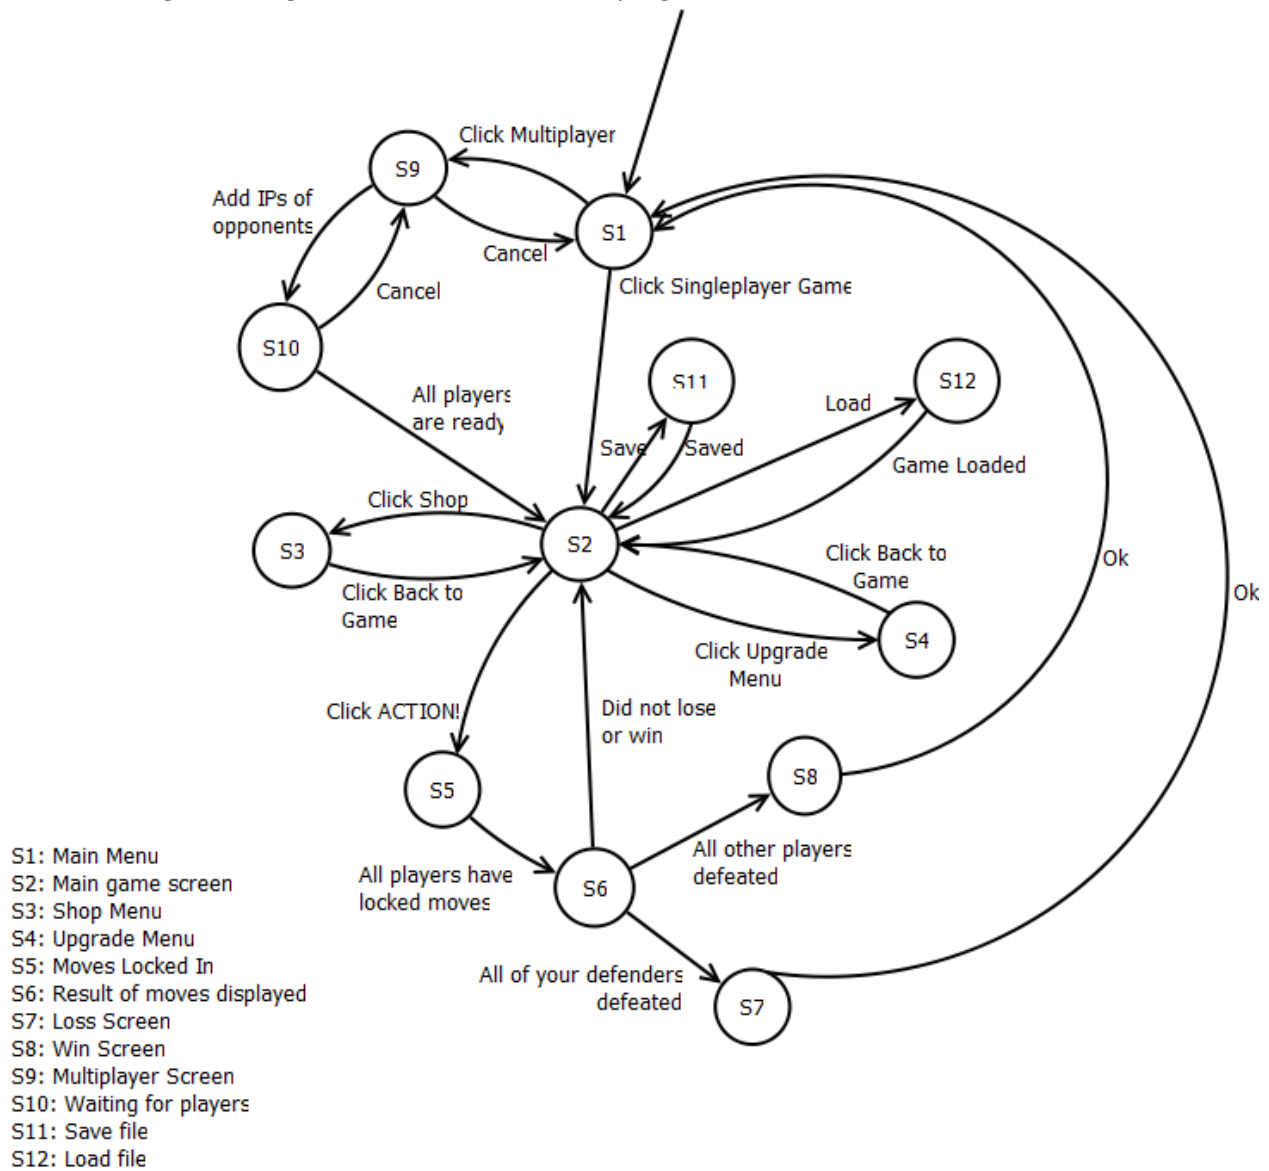 Click Multiplayer
S9
Add IPs of
opponents
S1
Cancel
Click Singleplayer Game
Cancel
S10
S11
S12
All players
are ready
Load
Save
Saved
Game Loaded
Click Shop
S3
S2
Click Back to
Game
Click Back to
Game
Ok
Ok
S4
Click Upgrade
Menu
Click ACTION!
Did not lose
or win
S5
S8
All players have
locked moves
S6
All other players
defeated
All of your defenders
defeated
S7
S1: Main Menu
S2: Main game screen
S3: Shop Menu
S4: Upgrade Menu
S5: Moves Locked In
S6: Result of moves displayed
S7: Loss Screen
S8: Win Screen
S9: Multiplayer Screen
S10: Waiting for players
S11: Save file
S12: Load file